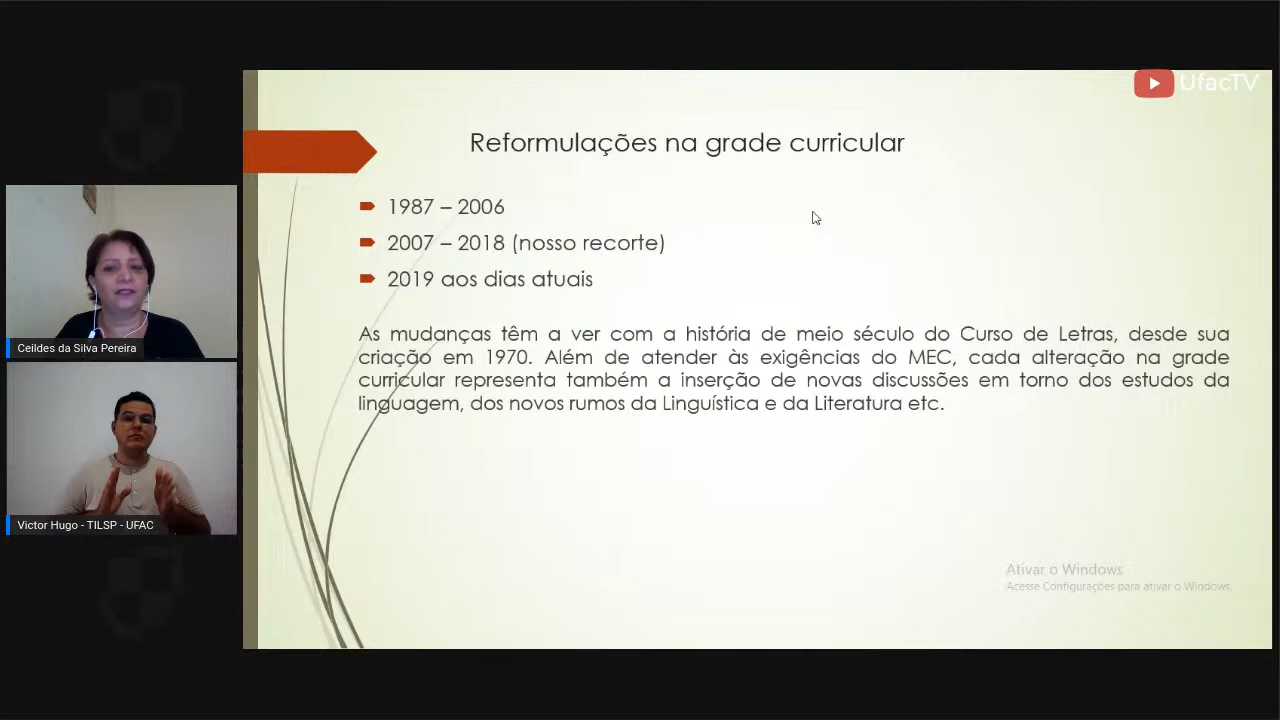 UfacTV
Reformulações na grade curricular
1987 – 2006
2007 – 2018 (nosso recorte)
2019 aos dias atuais
As mudanças têm a ver com a história de meio século do Curso de Letras, desde sua
criação em 1970. Além de atender às exigências do MEC, cada alteração na grade
curricular representa também a inserção de novas discussões em torno dos estudos da
linguagem, dos novos rumos da Linguística e da Literatura etc.
Ceildes da Silva Pereira
Victor Hugo - TILSP - UFAC
Ativar o Windows
Acesse Configurações para ativar o Windows.